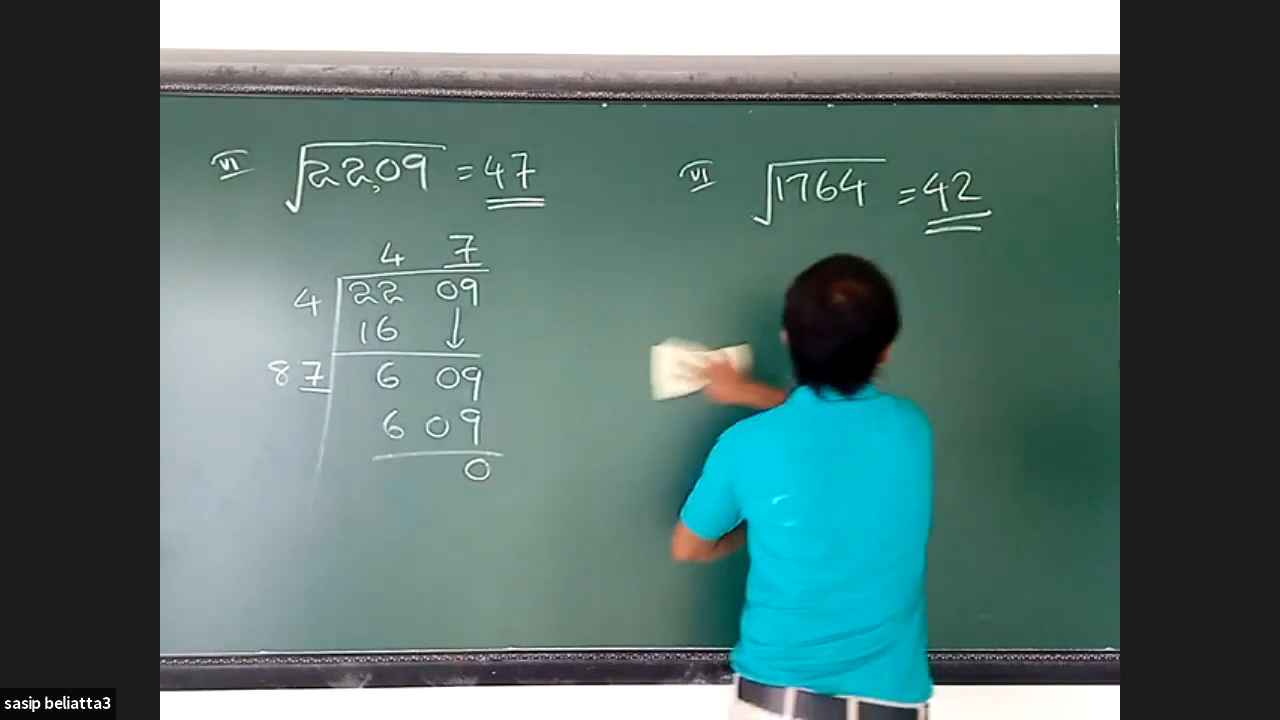 VI √22,09 = 47
4 7
4 22 09
16 ↓
87 6 09
6 09
0
VI √1764 = 42
sasip beliatta3